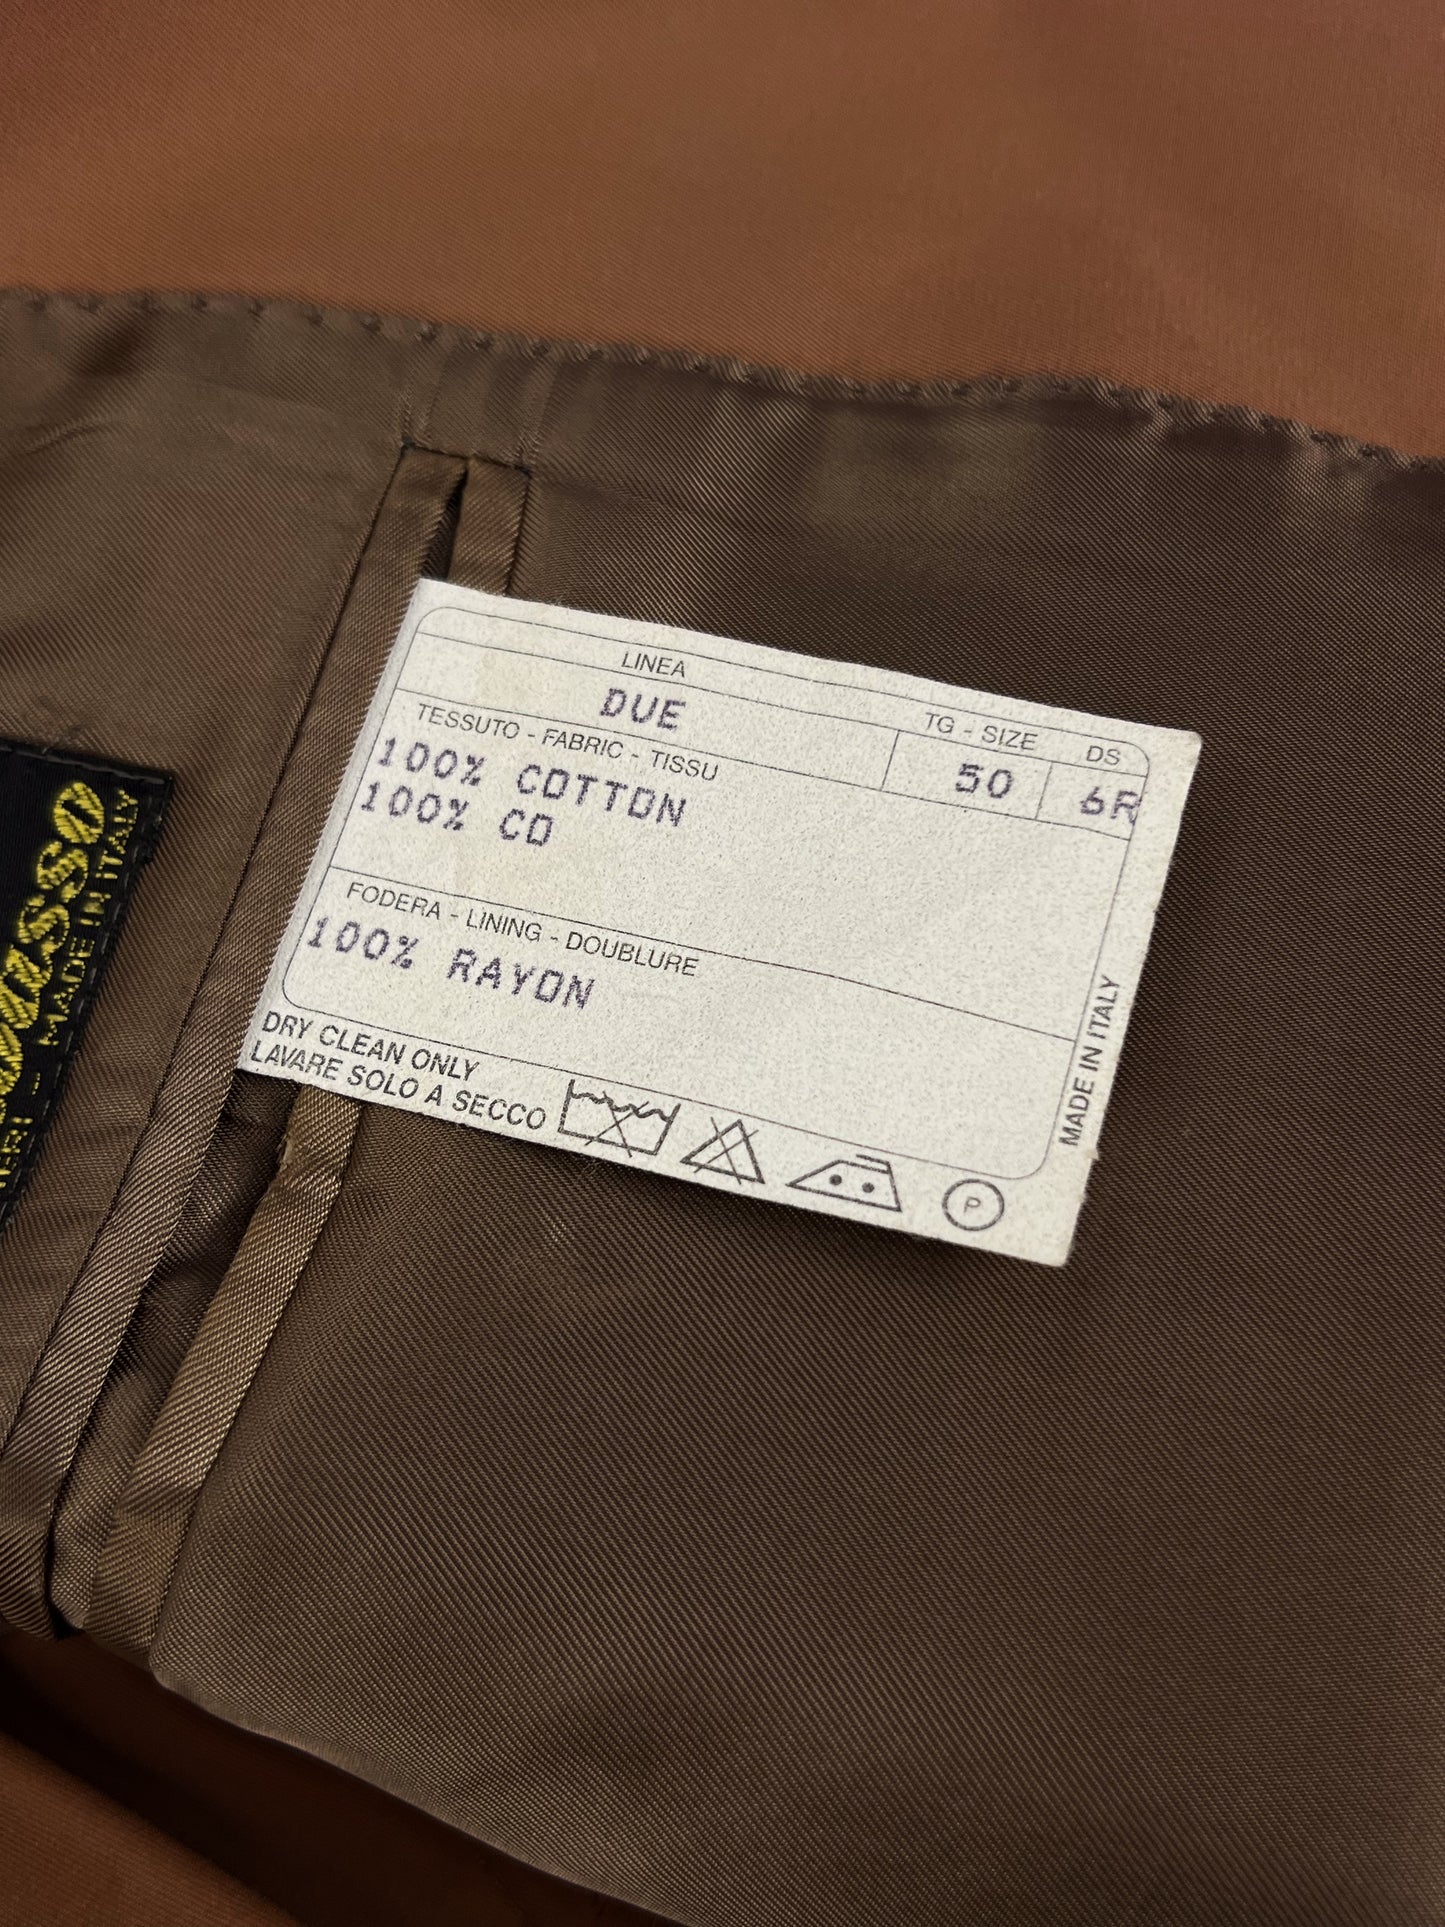 LINEA
DUE
TG - SIZE
DS
50
6R
TESSUTO - FABRIC - TISSU
100% COTTON
100% CO
FODERA - LINING - DOUBLURE
100% RAYON
DRY CLEAN ONLY
LAVARE SOLO A SECCO
P
MADE IN ITALY
MADE IN ITALY